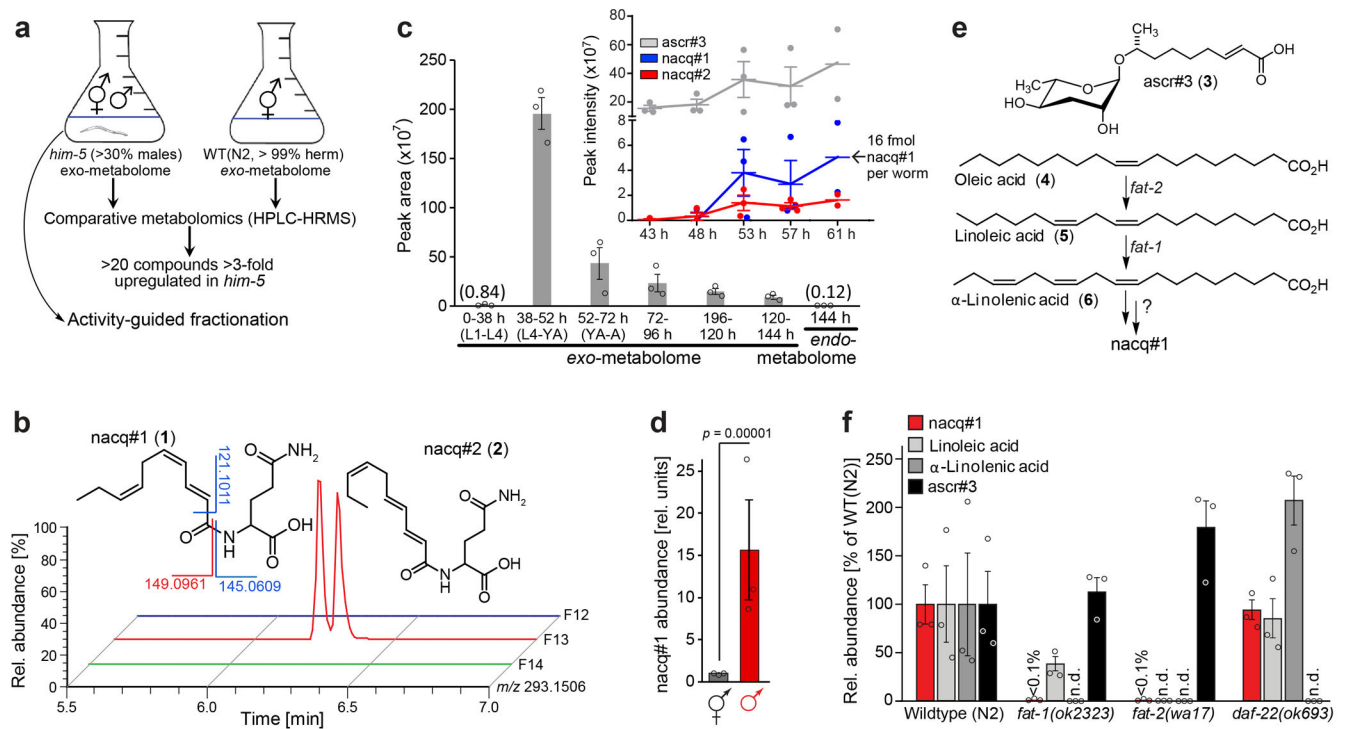 a
him-5 (>30% males)
exo-metabolome
WT(N2, > 99% herm)
exo-metabolome
Comparative metabolomics (HPLC-HRMS)
>20 compounds >3-fold
upregulated in him-5
Activity-guided fractionation
b
nacq#1 (1)
nacq#2 (2)
121.1011
149.0961
145.0609
O
NH2
OH
O
N
H
O
O
NH2
OH
O
N
H
O
Rel. abundance [%]
100
80
60
40
20
0
F12
F13
F14
m/z 293.1506
5.5
6.0
6.5
7.0
Time [min]
c
Peak area (x10⁷)
250
200
150
100
50
0
(0.84)
(0.12)
0-38 h
(L1-L4)
38-52 h
(L4-YA)
52-72 h
(YA-A)
72-
96 h
196-
120 h
120-
144 h
144 h
exo-metabolome
endo-
metabolome
Peak intensity (x10⁷)
80
60
40
20
8
6
4
2
0
ascr#3
nacq#1
nacq#2
43 h
48 h
53 h
57 h
61 h
16 fmol
nacq#1
per worm
d
p = 0.00001
nacq#1 abundance [rel. units]
25
20
15
10
5
0
e
CH3
O
OH
O
H3C
O
HO
OH
ascr#3 (3)
CO2H
Oleic acid (4)
fat-2
CO2H
Linoleic acid (5)
fat-1
CO2H
α-Linolenic acid (6)
?
nacq#1
f
nacq#1
Linoleic acid
α-Linolenic acid
ascr#3
Rel. abundance [% of WT(N2)]
250
200
150
100
50
0
<0.1%
n.d.
<0.1%
n.d.
n.d.
n.d.
Wildtype (N2)
fat-1(ok2323)
fat-2(wa17)
daf-22(ok693)